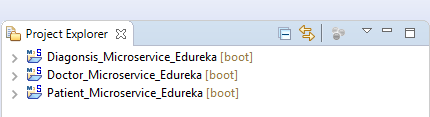 Project Explorer
Diagonsis_Microservice_Edureka [boot]
Doctor_Microservice_Edureka [boot]
Patient_Microservice_Edureka [boot]